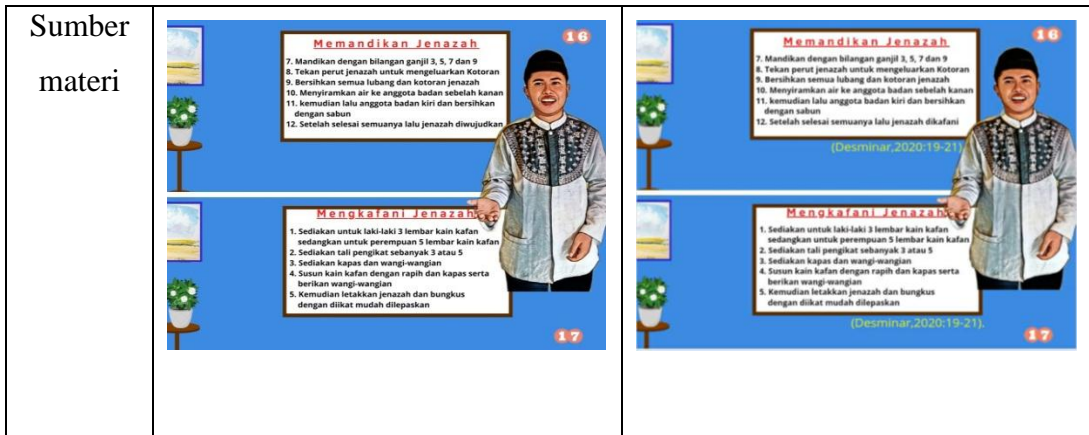 Sumber
materi
16
Memandikan Jenazah
7. Mandikan dengan bilangan ganjil 3, 5, 7 dan 9
8. Tekan perut jenazah untuk mengeluarkan Kotoran
9. Bersihkan semua lubang dan kotoran jenazah
10. Menyiramkan air ke anggota badan sebelah kanan
11. kemudian lalu anggota badan kiri dan bersihkan
dengan sabun
12. Setelah selesai semuanya lalu jenazah diwujudkan
Mengkafani Jenazah
1. Sediakan untuk laki-laki 3 lembar kain kafan
sedangkan untuk perempuan 5 lembar kain kafan
2. Sediakan tali pengikat sebanyak 3 atau 5
3. Sediakan kapas dan wangi-wangian
4. Susun kain kafan dengan rapih dan kapas serta
berikan wangi-wangian
5. Kemudian letakkan jenazah dan bungkus
dengan diikat mudah dilepaskan
17
16
Memandikan Jenazah
7. Mandikan dengan bilangan ganjil 3, 5, 7 dan 9
8. Tekan perut jenazah untuk mengeluarkan Kotoran
9. Bersihkan semua lubang dan kotoran jenazah
10. Menyiramkan air ke anggota badan sebelah kanan
11. kemudian lalu anggota badan kiri dan bersihkan
dengan sabun
12. Setelah selesai semuanya lalu jenazah dikafani
(Desminar,2020:19-21).
Mengkafani Jenazah
1. Sediakan untuk laki-laki 3 lembar kain kafan
sedangkan untuk perempuan 5 lembar kain kafan
2. Sediakan tali pengikat sebanyak 3 atau 5
3. Sediakan kapas dan wangi-wangian
4. Susun kain kafan dengan rapih dan kapas serta
berikan wangi-wangian
5. Kemudian letakkan jenazah dan bungkus
dengan diikat mudah dilepaskan
(Desminar,2020:19-21).
17